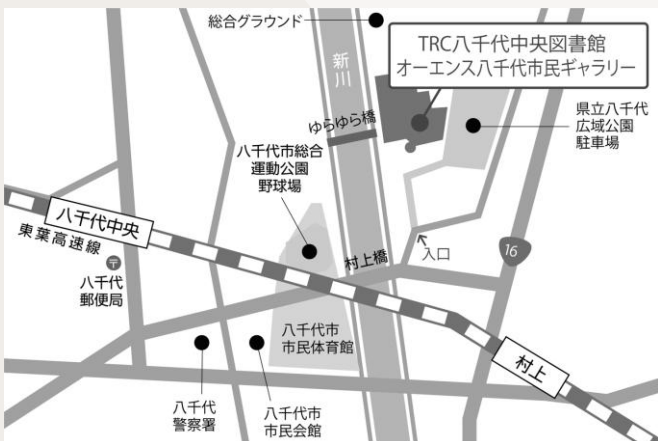 総合グラウンド
TRC八千代中央図書館
オーエンス八千代市民ギャラリー
新川
ゆらゆら橋
県立八千代
広域公園
駐車場
八千代市総合
運動公園
野球場
八千代中央
東葉高速線
〒
八千代
郵便局
村上橋
入口
16
八千代市
市民体育館
村上
八千代
警察署
八千代市
市民会館